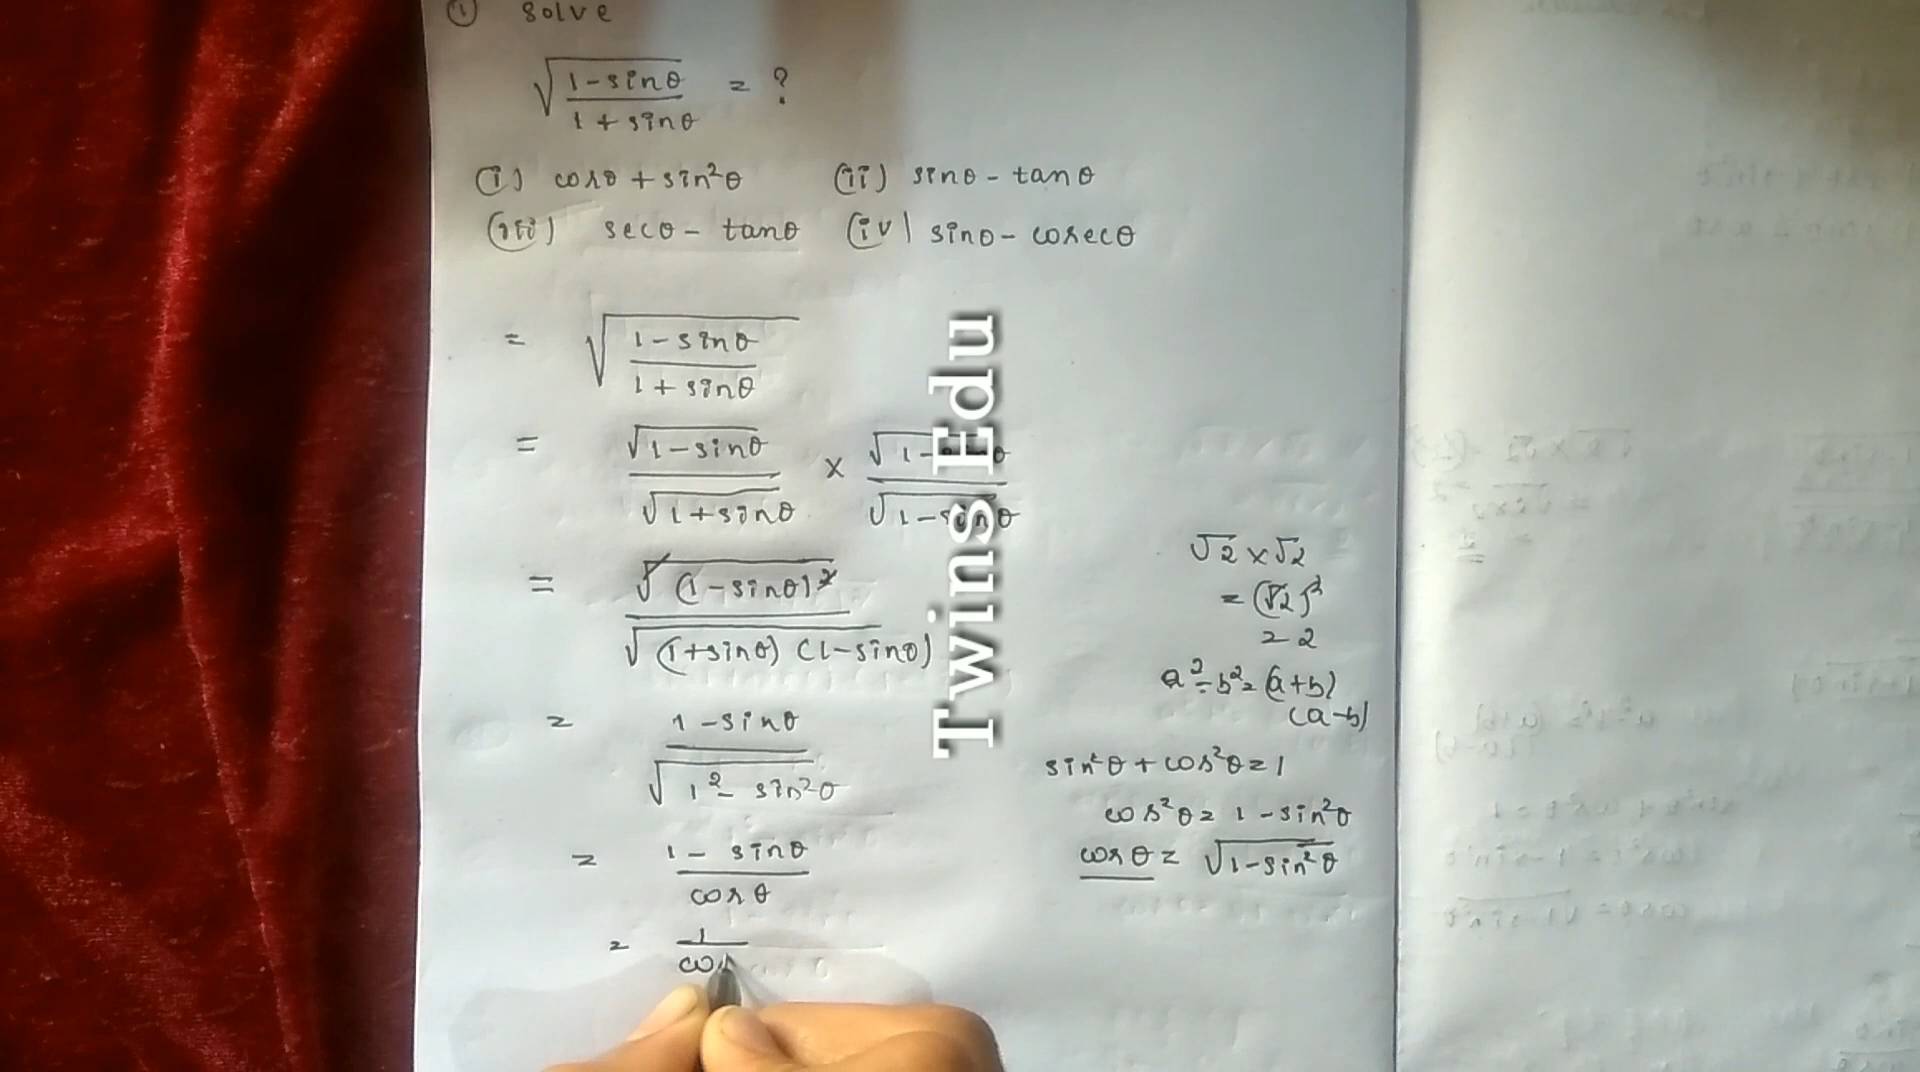 ① solve
√(1-sinθ / 1+sinθ) = ?
(i) cosθ + sin²θ (ii) sinθ - tanθ
(iii) secθ - tanθ (iv) sinθ - cosecθ
= √(1-sinθ / 1+sinθ)
= √1-sinθ / √1+sinθ × √1-sinθ / √1-sinθ
= √(1-sinθ)² / √(1+sinθ) (1-sinθ)
= 1-sinθ / √1²- sin²θ
= 1- sinθ / cosθ
= 1 / cos
√2 × √2
= (√2)²
= 2
a²-b²= (a+b)
(a-b)
sin²θ + cos²θ = 1
cos²θ = 1 - sin²θ
cosθ = √1-sin²θ
Twins Edu